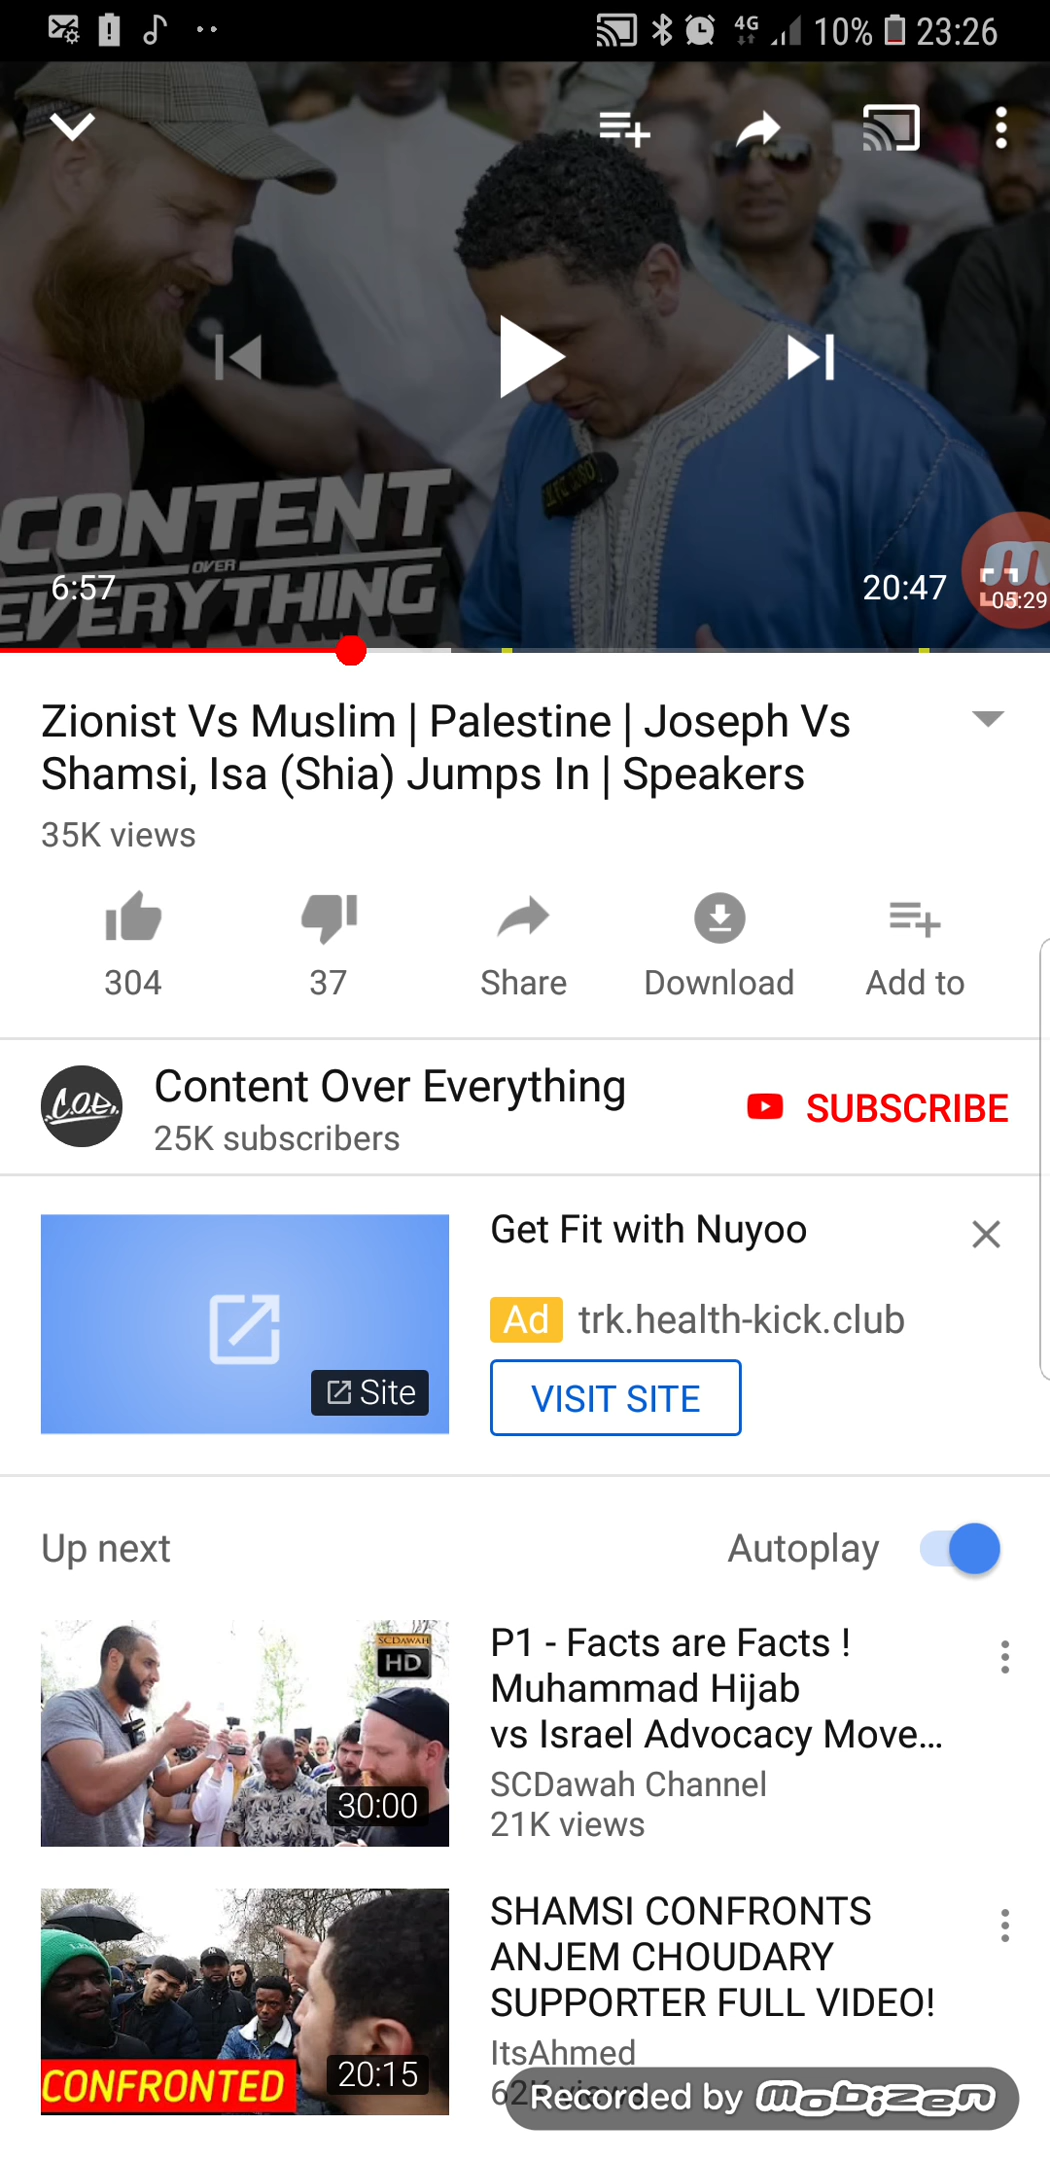 4G 10% 23:26
CONTENT
OVER
EVERYTHING
6:57
20:47
05:29
Zionist Vs Muslim | Palestine | Joseph Vs
Shamsi, Isa (Shia) Jumps In | Speakers
35K views
304 37 Share Download Add to
C.O.E.
Content Over Everything
25K subscribers
SUBSCRIBE
Get Fit with Nuyoo
Ad trk.health-kick.club
Site
VISIT SITE
Up next
Autoplay
SCDAWAH
HD
30:00
P1 - Facts are Facts !
Muhammad Hijab
vs Israel Advocacy Move...
SCDawah Channel
21K views
CONFRONTED
20:15
SHAMSI CONFRONTS
ANJEM CHOUDARY
SUPPORTER FULL VIDEO!
ItsAhmed
62K views
Recorded by mobizen